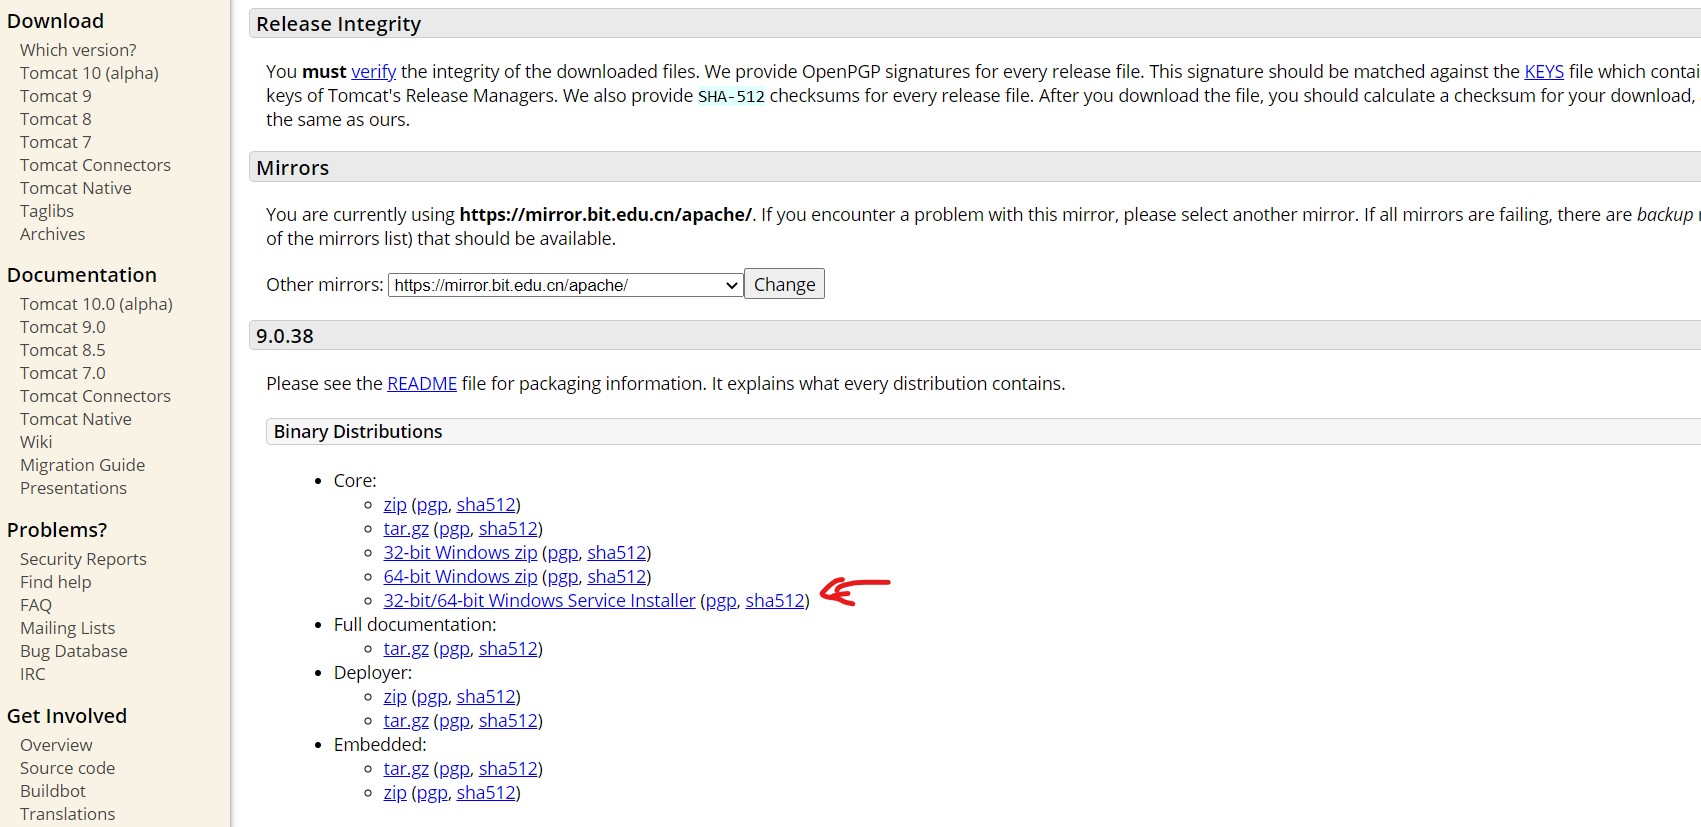 Download
Which version?
Tomcat 10 (alpha)
Tomcat 9
Tomcat 8
Tomcat 7
Tomcat Connectors
Tomcat Native
Taglibs
Archives
Documentation
Tomcat 10.0 (alpha)
Tomcat 9.0
Tomcat 8.5
Tomcat 7.0
Tomcat Connectors
Tomcat Native
Wiki
Migration Guide
Presentations
Problems?
Security Reports
Find help
FAQ
Mailing Lists
Bug Database
IRC
Get Involved
Overview
Source code
Buildbot
Translations
Release Integrity
You must verify the integrity of the downloaded files. We provide OpenPGP signatures for every release file. This signature should be matched against the KEYS file which contai
keys of Tomcat's Release Managers. We also provide SHA-512 checksums for every release file. After you download the file, you should calculate a checksum for your download,
the same as ours.
Mirrors
You are currently using https://mirror.bit.edu.cn/apache/. If you encounter a problem with this mirror, please select another mirror. If all mirrors are failing, there are backup
of the mirrors list) that should be available.
Other mirrors: https://mirror.bit.edu.cn/apache/ Change
9.0.38
Please see the README file for packaging information. It explains what every distribution contains.
Binary Distributions
• Core:
◦ zip (pgp, sha512)
◦ tar.gz (pgp, sha512)
◦ 32-bit Windows zip (pgp, sha512)
◦ 64-bit Windows zip (pgp, sha512)
◦ 32-bit/64-bit Windows Service Installer (pgp, sha512)
• Full documentation:
◦ tar.gz (pgp, sha512)
• Deployer:
◦ zip (pgp, sha512)
◦ tar.gz (pgp, sha512)
• Embedded:
◦ tar.gz (pgp, sha512)
◦ zip (pgp, sha512)